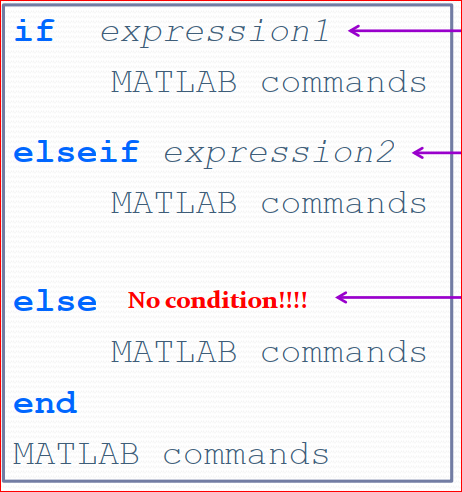 if expression1
MATLAB commands
elseif expression2
MATLAB commands
else No condition!!!!
MATLAB commands
end
MATLAB commands